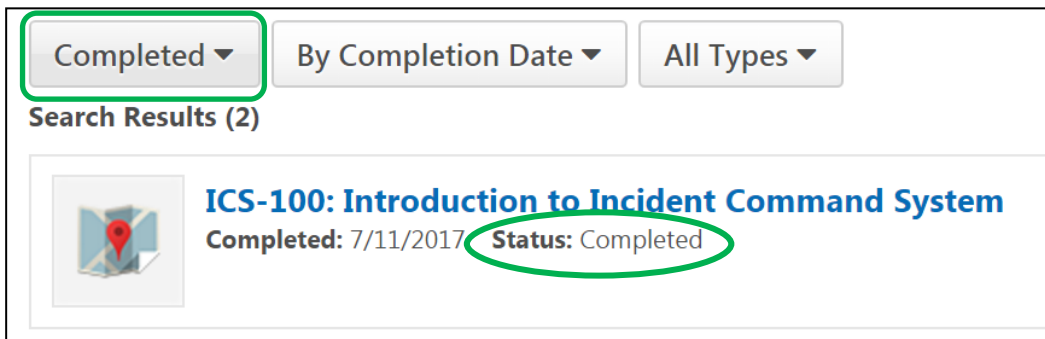 Completed ▼ By Completion Date ▼ All Types ▼
Search Results (2)
ICS-100: Introduction to Incident Command System
Completed: 7/11/2017 Status: Completed